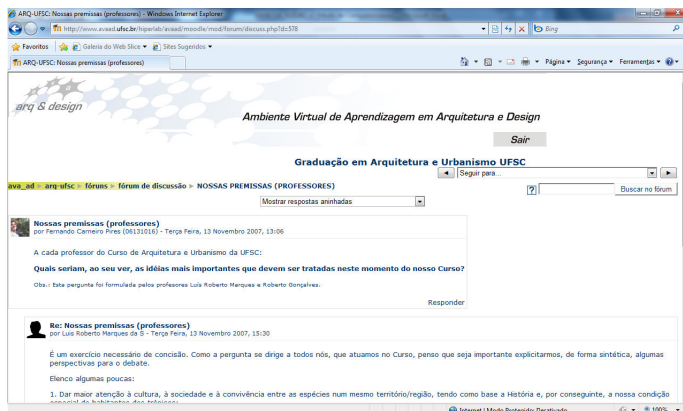 ARQ-UFSC: Nossas premissas (professores) - Windows Internet Explorer
http://www.avaad.ufsc.br/hiperlab/avaad/moodle/mod/forum/discuss.php?d=578
Bing
Favoritos Galeria do Web Slice Sites Sugeridos
ARQ-UFSC: Nossas premissas (professores)
Página Segurança Ferramentas
arq & design
Ambiente Virtual de Aprendizagem em Arquitetura e Design
Sair
Graduação em Arquitetura e Urbanismo UFSC
Seguir para...
ava_ad ► arq-ufsc ► fóruns ► fórum de discussão ► NOSSAS PREMISSAS (PROFESSORES)
? Buscar no fórum
Mostrar respostas aninhadas
Nossas premissas (professores)
por Fernando Carneiro Pires (06131016) - Terça Feira, 13 Novembro 2007, 13:06
A cada professor do Curso de Arquitetura e Urbanismo da UFSC:
Quais seriam, ao seu ver, as idéias mais importantes que devem ser tratadas neste momento do nosso Curso?
Obs.: Esta pergunta foi formulada pelos professores Luís Roberto Marques e Roberto Gonçalves.
Responder
Re: Nossas premissas (professores)
por Luis Roberto Marques da S - Terça Feira, 13 Novembro 2007, 15:30
É um exercício necessário de concisão. Como a pergunta se dirige a todos nós, que atuamos no Curso, penso que seja importante explicitarmos, de forma sintética, algumas
perspectivas para o debate.
Elenco algumas poucas:
1. Dar maior atenção à cultura, à sociedade e à convivência entre as espécies num mesmo território/região, tendo como base a História e, por conseguinte, a nossa condição
especial de habitantes dos trópicos;
Internet | Modo Protegido: Desativado 100%